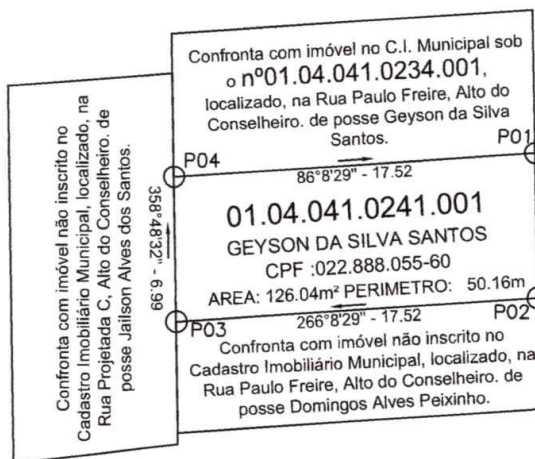 Confronta com imóvel no C.I. Municipal sob
o nº01.04.041.0234.001,
localizado, na Rua Paulo Freire, Alto do
Conselheiro. de posse Geyson da Silva
Santos.
P04
P01
86°8'29" - 17.52
Confronta com imóvel não inscrito no
Cadastro Imobiliário Municipal, localizado, na
Rua Projetada C, Alto do Conselheiro. de
posse Jailson Alves dos Santos.
358°48'32" - 6.99
01.04.041.0241.001
GEYSON DA SILVA SANTOS
CPF :022.888.055-60
AREA: 126.04m² PERIMETRO: 50.16m
P03
266°8'29" - 17.52
P02
Confronta com imóvel não inscrito no
Cadastro Imobiliário Municipal, localizado, na
Rua Paulo Freire, Alto do Conselheiro. de
posse Domingos Alves Peixinho.